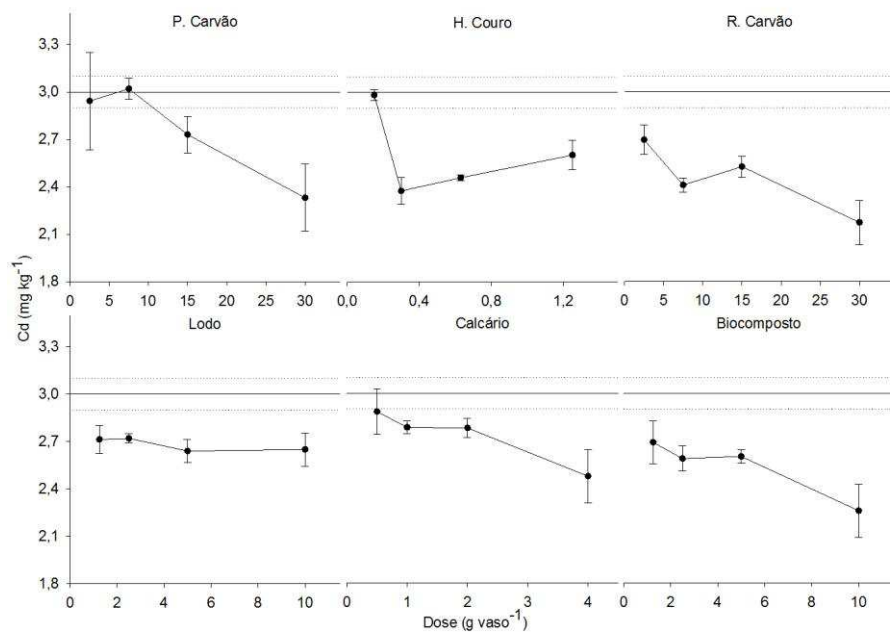 P. Carvão H. Couro R. Carvão
3,3
3,0
2,7
2,4
2,1
1,8
0 5 10 15 20 25 30 0,0 0,4 0,8 1,2 0 5 10 15 20 25 30
Cd (mg kg-1)
Lodo Calcário Biocomposto
3,3
3,0
2,7
2,4
2,1
1,8
0 2 4 6 8 10 0 1 2 3 4 0 2 4 6 8 10
Dose (g vaso-1)